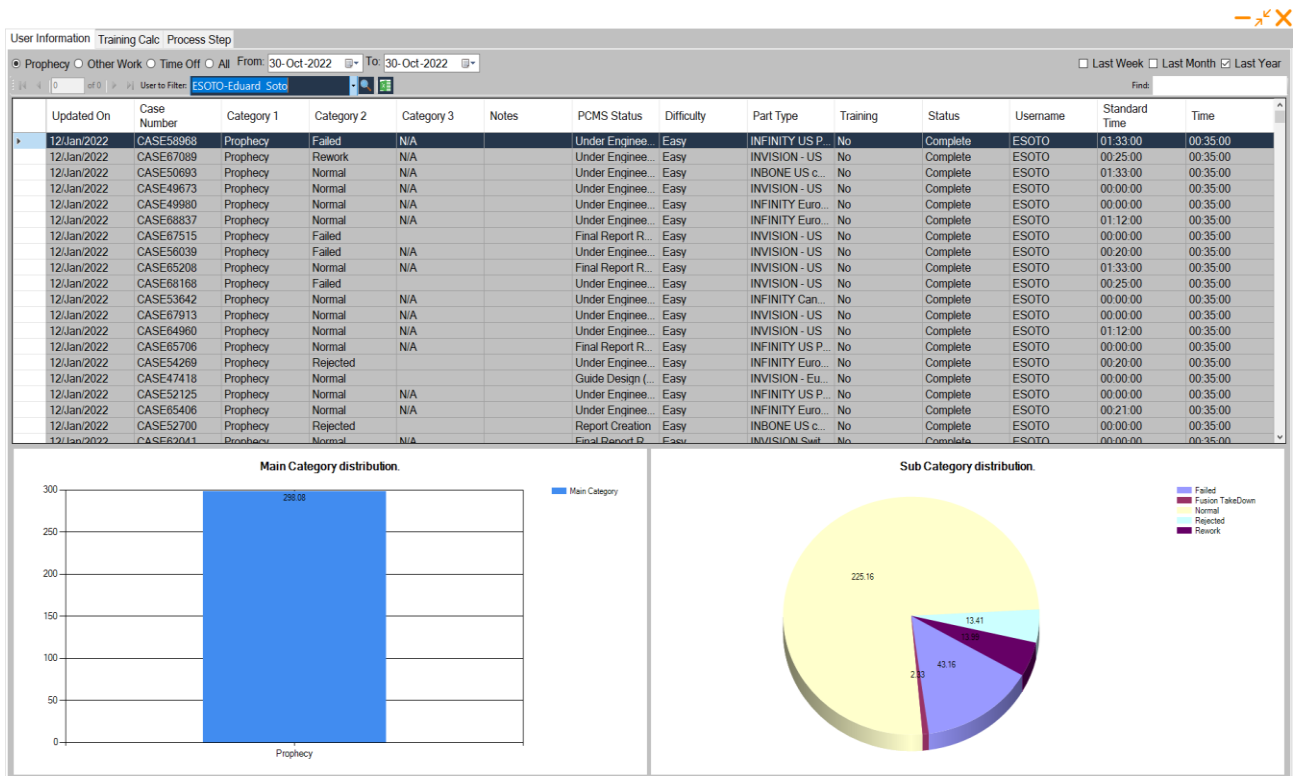 User Information Training Calc Process Step
Prophecy Other Work Time Off All From: 30-Oct-2022 To: 30-Oct-2022 Last Week Last Month Last Year
0 of 0 User to Filter: ESOTO-Eduard Soto Find:
Updated On Case Number Category 1 Category 2 Category 3 Notes PCMS Status Difficulty Part Type Training Status Username Standard Time Time
12/Jan/2022 CASE58968 Prophecy Failed N/A Under Enginee... Easy INFINITY US P... No Complete ESOTO 01:33:00 00:35:00
12/Jan/2022 CASE67089 Prophecy Rework N/A Under Enginee... Easy INVISION - US No Complete ESOTO 00:25:00 00:35:00
12/Jan/2022 CASE50693 Prophecy Normal N/A Under Enginee... Easy INBONE US c... No Complete ESOTO 01:33:00 00:35:00
12/Jan/2022 CASE49673 Prophecy Normal N/A Under Enginee... Easy INVISION - US No Complete ESOTO 00:00:00 00:35:00
12/Jan/2022 CASE49980 Prophecy Normal N/A Under Enginee... Easy INFINITY Euro... No Complete ESOTO 00:00:00 00:35:00
12/Jan/2022 CASE68837 Prophecy Normal N/A Under Enginee... Easy INFINITY Euro... No Complete ESOTO 01:12:00 00:35:00
12/Jan/2022 CASE67515 Prophecy Failed Final Report R... Easy INVISION - US No Complete ESOTO 00:00:00 00:35:00
12/Jan/2022 CASE56039 Prophecy Failed N/A Under Enginee... Easy INVISION - US No Complete ESOTO 00:20:00 00:35:00
12/Jan/2022 CASE65208 Prophecy Normal N/A Final Report R... Easy INVISION - US No Complete ESOTO 01:33:00 00:35:00
12/Jan/2022 CASE68168 Prophecy Failed Under Enginee... Easy INVISION - US No Complete ESOTO 00:25:00 00:35:00
12/Jan/2022 CASE53642 Prophecy Normal N/A Under Enginee... Easy INFINITY Can... No Complete ESOTO 00:00:00 00:35:00
12/Jan/2022 CASE67913 Prophecy Normal N/A Under Enginee... Easy INVISION - US No Complete ESOTO 00:00:00 00:35:00
12/Jan/2022 CASE64960 Prophecy Normal N/A Under Enginee... Easy INVISION - US No Complete ESOTO 01:12:00 00:35:00
12/Jan/2022 CASE65706 Prophecy Normal N/A Final Report R... Easy INFINITY US P... No Complete ESOTO 00:00:00 00:35:00
12/Jan/2022 CASE54269 Prophecy Rejected Under Enginee... Easy INFINITY Euro... No Complete ESOTO 00:20:00 00:35:00
12/Jan/2022 CASE47418 Prophecy Normal Guide Design (... Easy INVISION - Eu... No Complete ESOTO 00:00:00 00:35:00
12/Jan/2022 CASE52125 Prophecy Normal N/A Under Enginee... Easy INFINITY US P... No Complete ESOTO 00:00:00 00:35:00
12/Jan/2022 CASE65406 Prophecy Normal N/A Under Enginee... Easy INFINITY Euro... No Complete ESOTO 00:21:00 00:35:00
12/Jan/2022 CASE52700 Prophecy Rejected Report Creation Easy INBONE US c... No Complete ESOTO 00:00:00 00:35:00
12/Jan/2022 CASE62041 Prophecy Normal N/A Final Report R Easy INVISION Swit No Complete ESOTO 00:00:00 00:35:00
Main Category distribution.
300
298.08
Main Category
250
200
150
100
50
0
Prophecy
Sub Category distribution.
Failed
Fusion TakeDown
Normal
Rejected
Rework
225.16
13.41
43.16